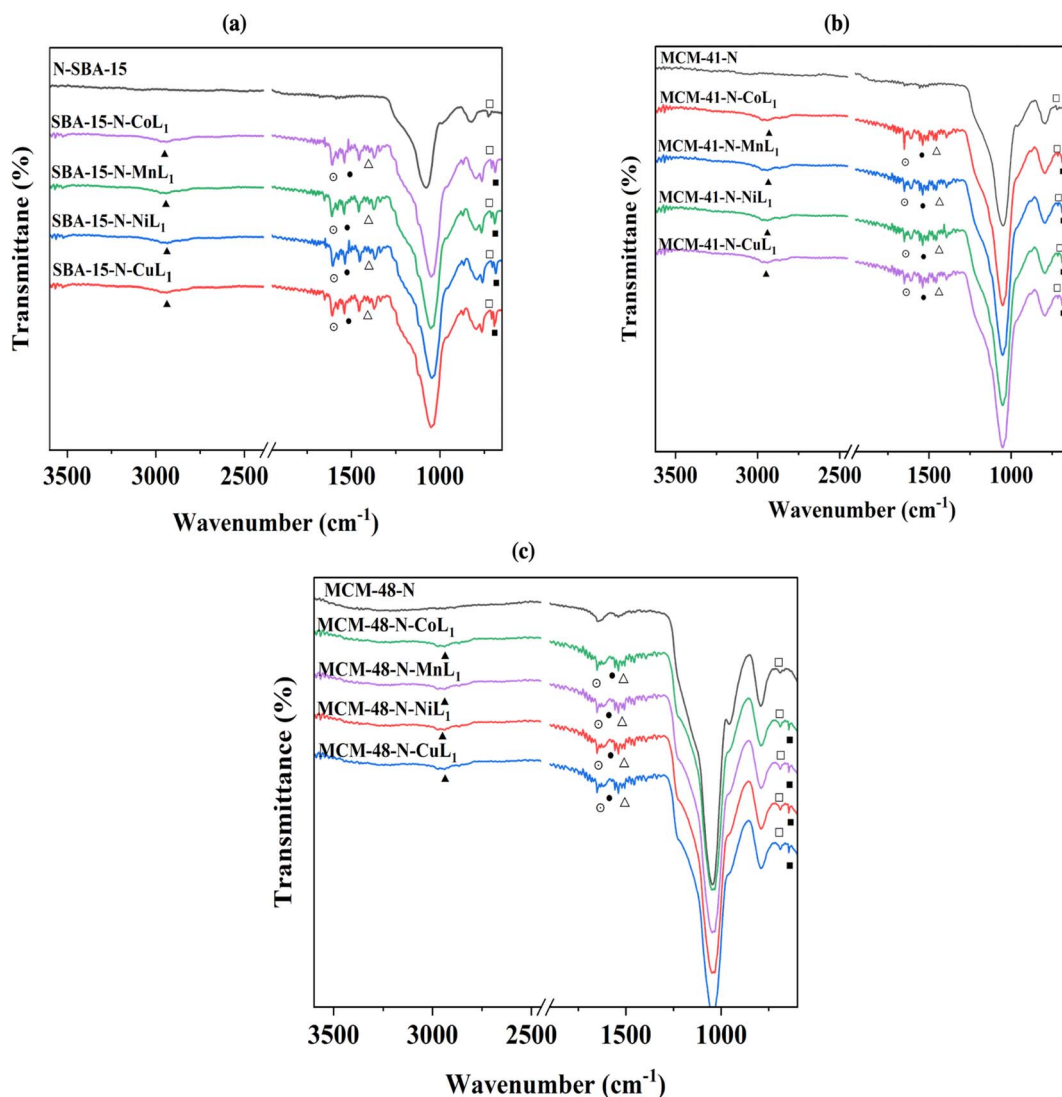 (a)
Transmittane (%)
N-SBA-15
SBA-15-N-CoL₁
SBA-15-N-MnL₁
SBA-15-N-NiL₁
SBA-15-N-CuL₁
3500 3000 2500 1500 1000
Wavenumber (cm⁻¹)
(b)
Transmittane (%)
MCM-41-N
MCM-41-N-CoL₁
MCM-41-N-MnL₁
MCM-41-N-NiL₁
MCM-41-N-CuL₁
3500 3000 2500 1500 1000
Wavenumber (cm⁻¹)
(c)
Transmittance (%)
MCM-48-N
MCM-48-N-CoL₁
MCM-48-N-MnL₁
MCM-48-N-NiL₁
MCM-48-N-CuL₁
3500 3000 2500 1500 1000
Wavenumber (cm⁻¹)